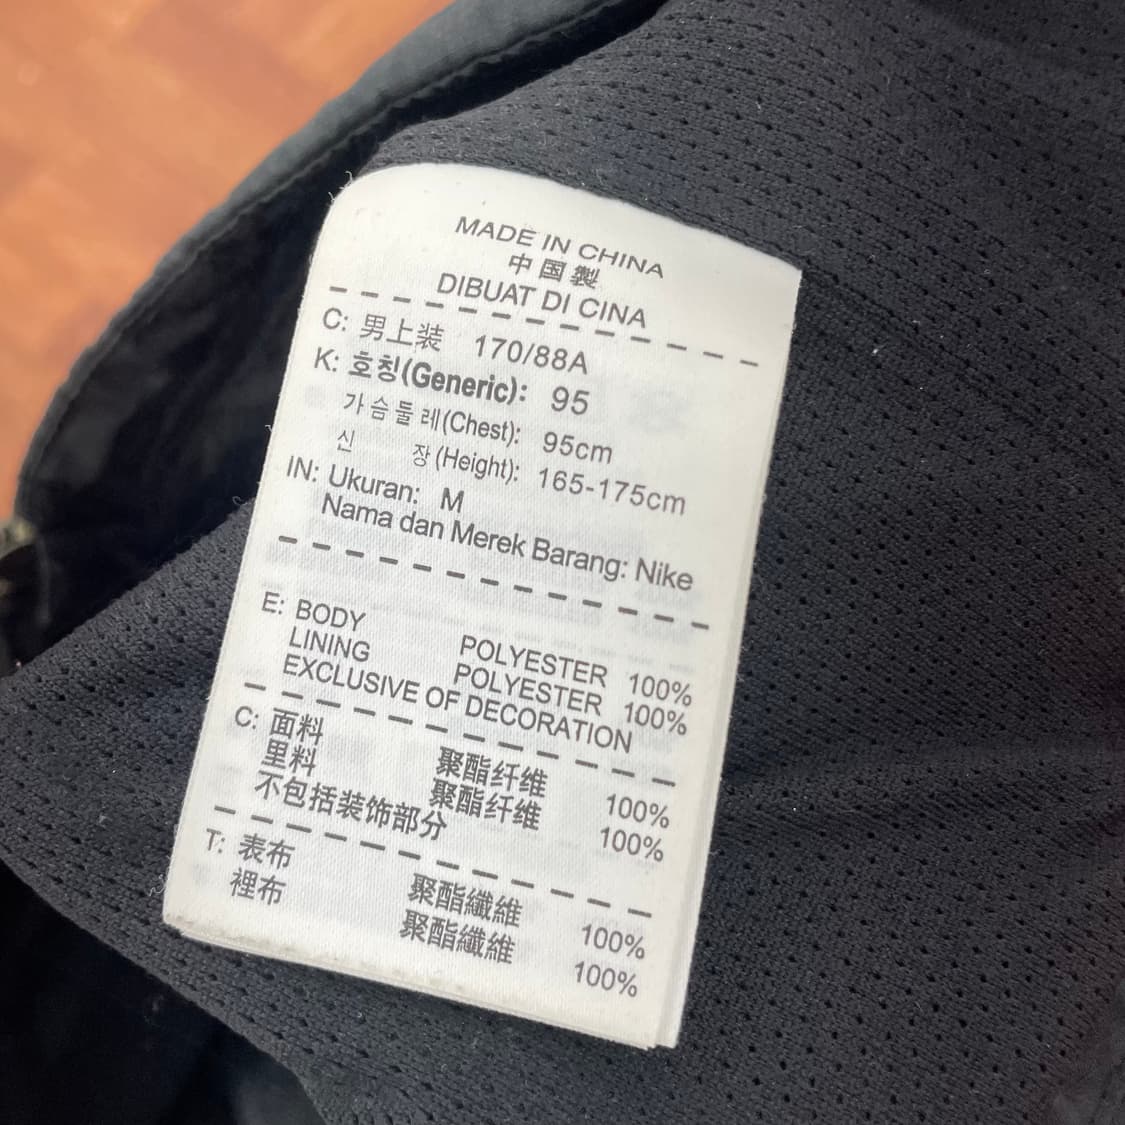 MADE IN CHINA
中国製
DIBUAT DI CINA
C: 男上装 170/88A
K: 호칭(Generic): 95
가슴둘레(Chest): 95cm
신 장(Height): 165-175cm
IN: Ukuran: M
Nama dan Merek Barang: Nike
E: BODY POLYESTER 100%
LINING POLYESTER 100%
EXCLUSIVE OF DECORATION
C: 面料 聚酯纤维 100%
里料 聚酯纤维 100%
不包括装饰部分
T: 表布 聚酯纖維 100%
裡布 聚酯纖維 100%